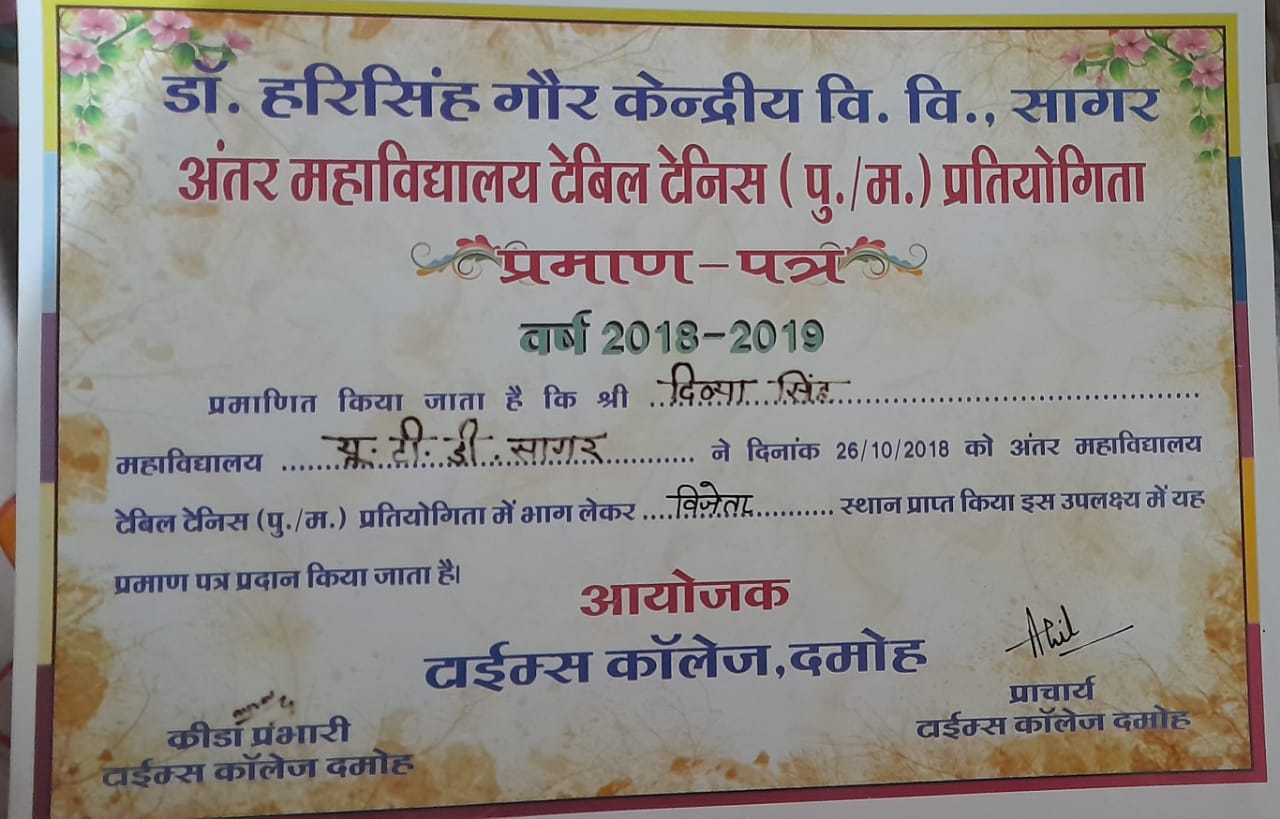 डॉ. हरिसिंह गौर केन्द्रीय वि. वि., सागर
अंतर महाविद्यालय टेबिल टेनिस ( पु./म.) प्रतियोगिता
प्रमाण-पत्र
वर्ष 2018-2019
प्रमाणित किया जाता है कि श्री ...दिव्या सिंह...
महाविद्यालय ...यू. टी. डी. सागर... ने दिनांक 26/10/2018 को अंतर महाविद्यालय
टेबिल टेनिस (पु./म.) प्रतियोगिता में भाग लेकर ...विजेता... स्थान प्राप्त किया इस उपलक्ष्य में यह
प्रमाण पत्र प्रदान किया जाता है।
आयोजक
टाईम्स कॉलेज,दमोह
कीडा प्रंभारी
टाईम्स कॉलेज दमोह
प्राचार्य
टाईम्स कॉलेज दमोह